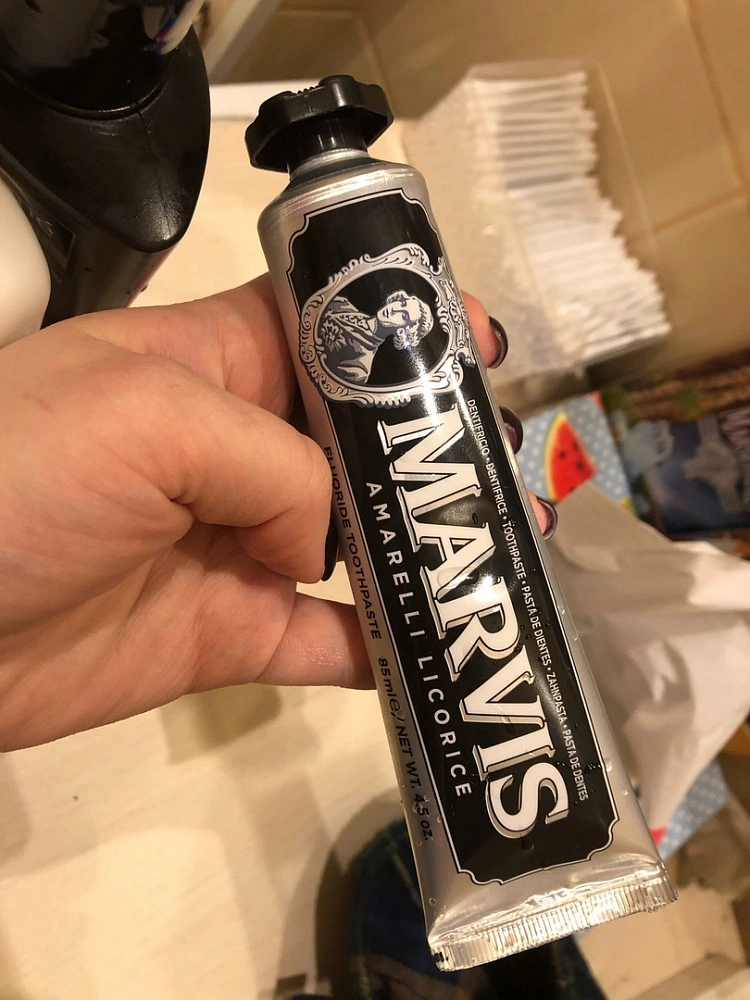 DENTIFRICIO • DENTIFRICE • TOOTHPASTE • PASTA DE DIENTES • ZAHNPASTA • PASTA DE DENTES
MARVIS
AMARELLI LICORICE
FLUORIDE TOOTHPASTE 85ml℮ / NET WT. 4.5 oz.